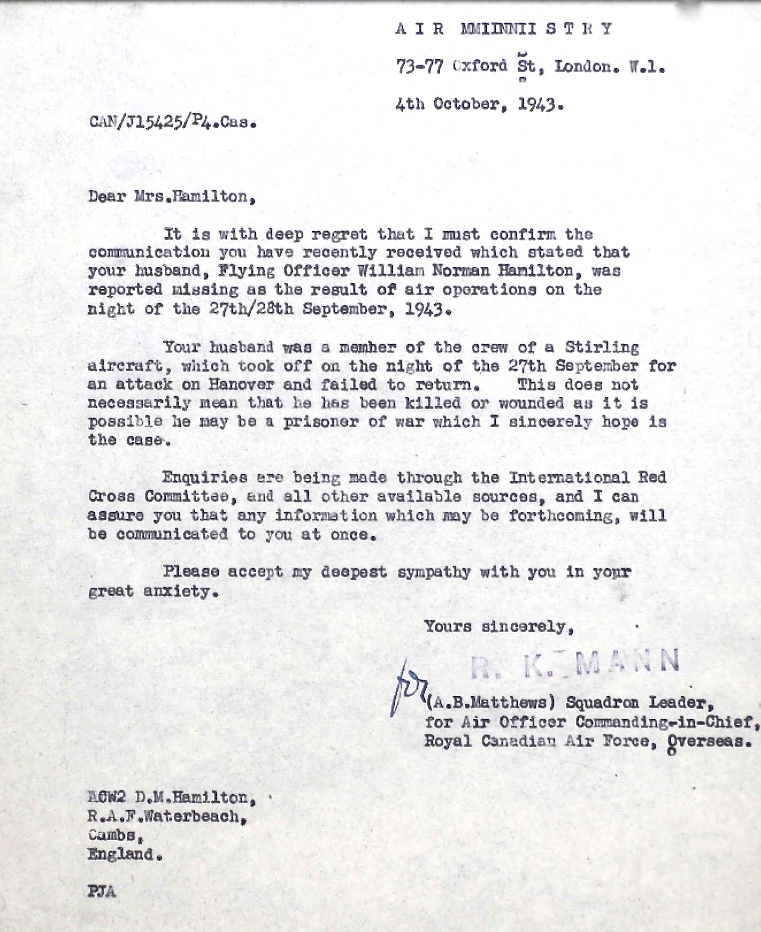 A I R MMIINNII S T R Y
73-77 Oxford St, London. W.1.
4th October, 1943.
CAN/J15425/P4.Cas.
Dear Mrs.Hamilton,
It is with deep regret that I must confirm the
communication you have recently received which stated that
your husband, Flying Officer William Norman Hamilton, was
reported missing as the result of air operations on the
night of the 27th/28th September, 1943.
Your husband was a member of the crew of a Stirling
aircraft, which took off on the night of the 27th September for
an attack on Hanover and failed to return. This does not
necessarily mean that he has been killed or wounded as it is
possible he may be a prisoner of war which I sincerely hope is
the case.
Enquiries are being made through the International Red
Cross Committee, and all other available sources, and I can
assure you that any information which may be forthcoming, will
be communicated to you at once.
Please accept my deepest sympathy with you in your
great anxiety.
Yours sincerely,
R. K. MANN
for
(A.B.Matthews) Squadron Leader,
for Air Officer Commanding-in-Chief,
Royal Canadian Air Force, Overseas.
ACW2 D.M.Hamilton,
R.A.F.Waterbeach,
Cambs,
England.
PJA